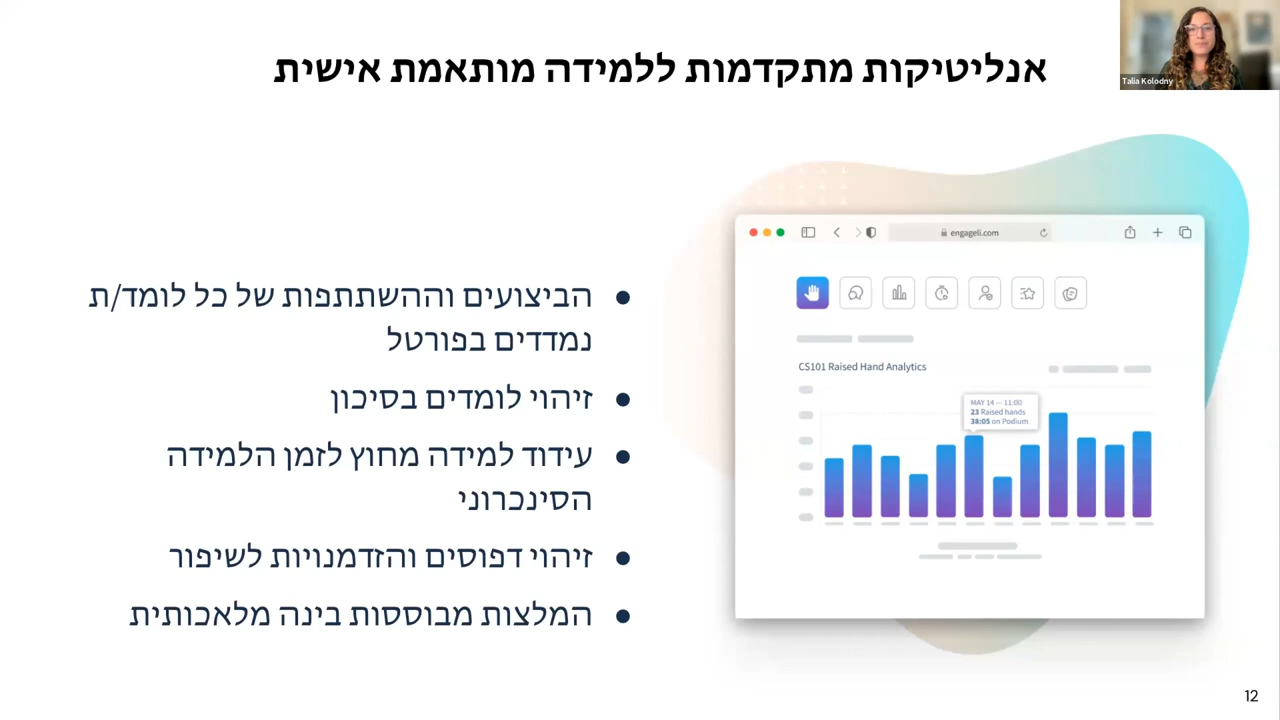 אנליטיקות מתקדמות ללמידה מותאמת אישית
Talia Kolodny
● הביצועים וההשתתפות של כל לומד/ת
נמדדים בפורטל
● זיהוי לומדים בסיכון
● עידוד למידה מחוץ לזמן הלמידה
הסינכרוני
● זיהוי דפוסים והזדמנויות לשיפור
● המלצות מבוססות בינה מלאכותית
engageli.com
CS101 Raised Hand Analytics
MAY 14 — 11:00
23 Raised hands
38:05 on Podium
12